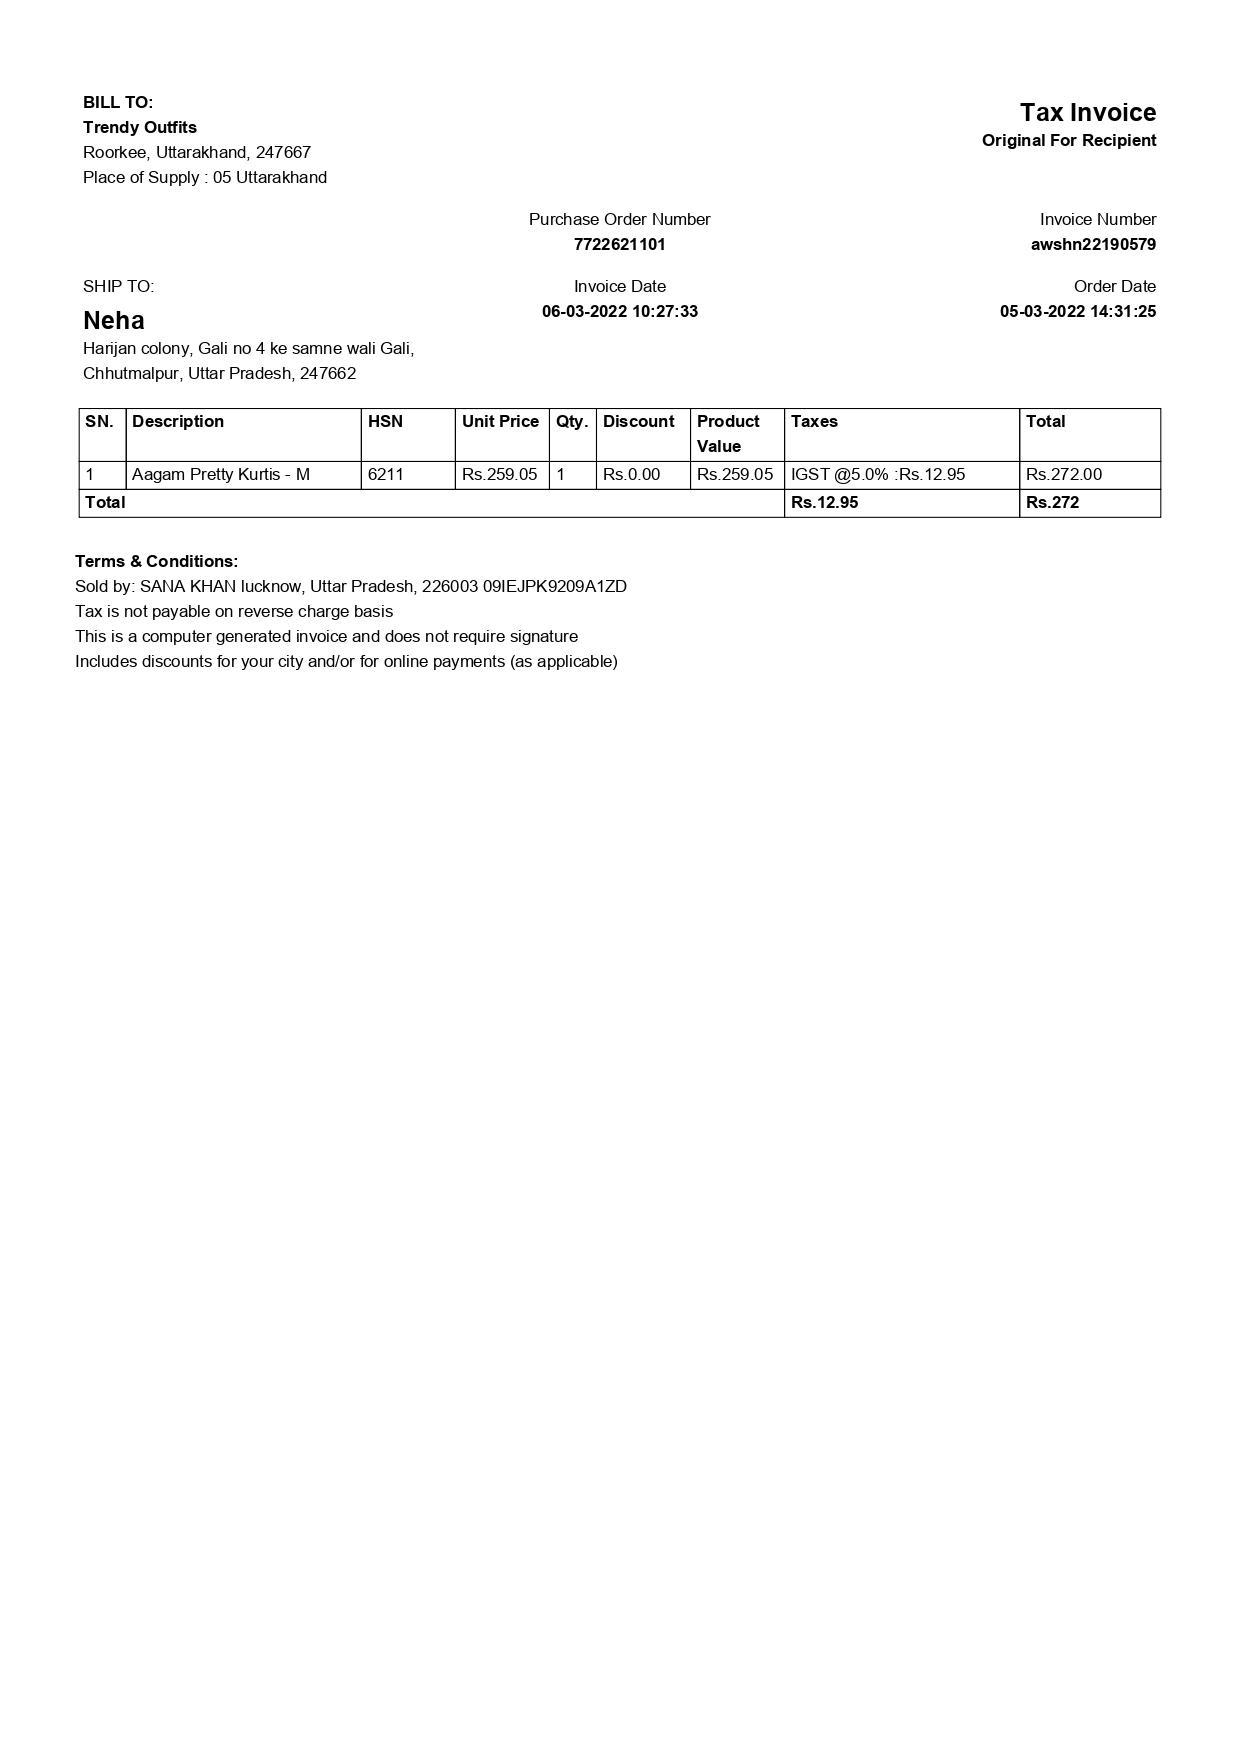 BILL TO:
Trendy Outfits
Roorkee, Uttarakhand, 247667
Place of Supply : 05 Uttarakhand
Tax Invoice
Original For Recipient
Purchase Order Number
7722621101
Invoice Number
awshn22190579
SHIP TO:
Neha
Harijan colony, Gali no 4 ke samne wali Gali,
Chhutmalpur, Uttar Pradesh, 247662
Invoice Date
06-03-2022 10:27:33
Order Date
05-03-2022 14:31:25
SN. Description HSN Unit Price Qty. Discount Product Value Taxes Total
1 Aagam Pretty Kurtis - M 6211 Rs.259.05 1 Rs.0.00 Rs.259.05 IGST @5.0% :Rs.12.95 Rs.272.00
Total Rs.12.95 Rs.272
Terms & Conditions:
Sold by: SANA KHAN lucknow, Uttar Pradesh, 226003 09IEJPK9209A1ZD
Tax is not payable on reverse charge basis
This is a computer generated invoice and does not require signature
Includes discounts for your city and/or for online payments (as applicable)